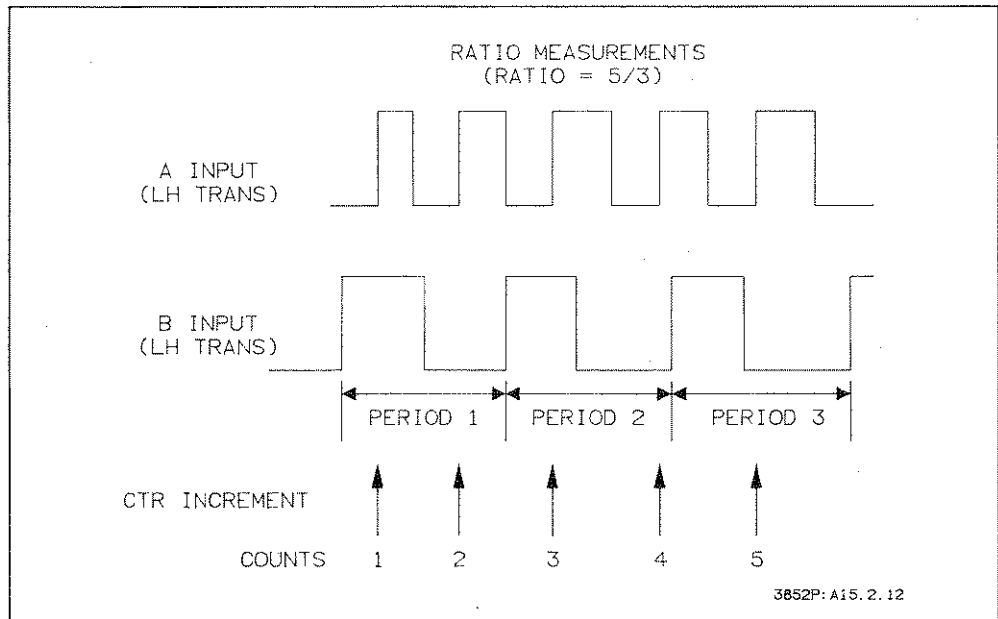 RATIO MEASUREMENTS
(RATIO = 5/3)
A INPUT
(LH TRANS)
B INPUT
(LH TRANS)
PERIOD 1 PERIOD 2 PERIOD 3
CTR INCREMENT
COUNTS 1 2 3 4 5
3852P:A15.2.12